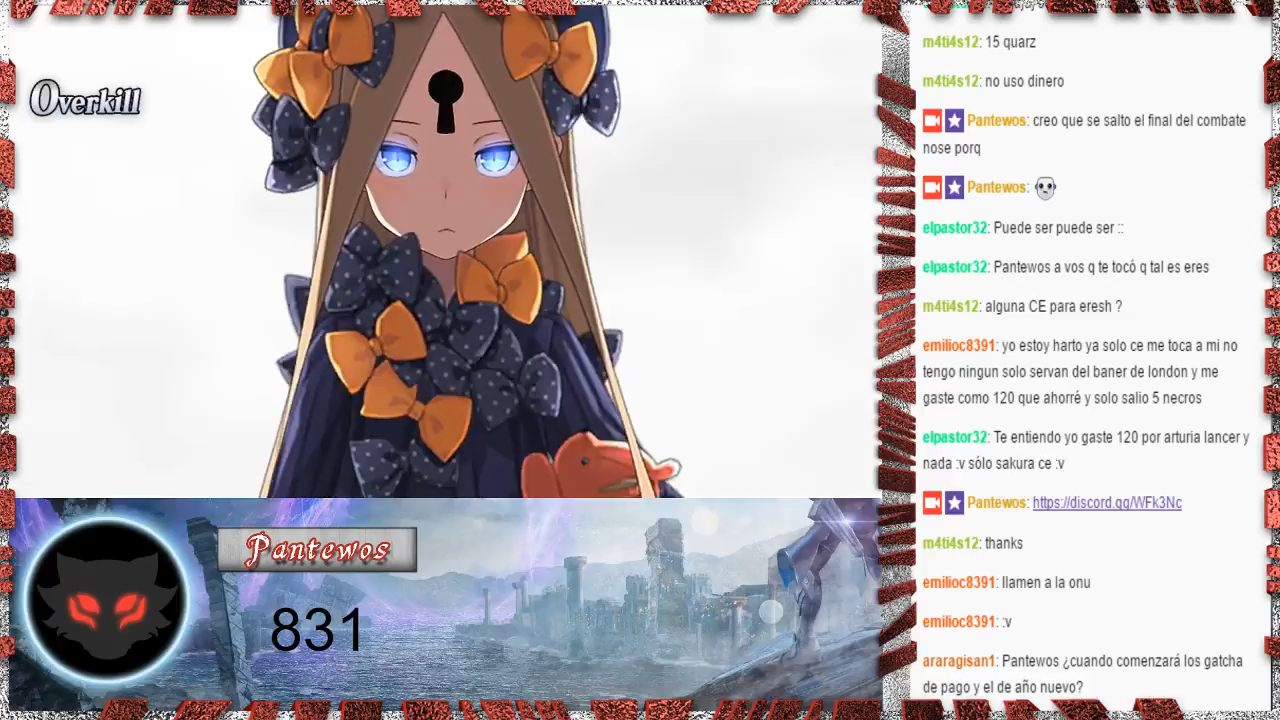 Overkill
Pantewos
831
m4ti4s12: 15 quarz
m4ti4s12: no uso dinero
Pantewos: creo que se salto el final del combate
nose porq
Pantewos:
elpastor32: Puede ser puede ser ::
elpastor32: Pantewos a vos q te tocó q tal es eres
m4ti4s12: alguna CE para eresh ?
emilioc8391: yo estoy harto ya solo ce me toca a mi no
tengo ningun solo servan del baner de london y me
gaste como 120 que ahorré y solo salio 5 necros
elpastor32: Te entiendo yo gaste 120 por arturia lancer y
nada :v sólo sakura ce :v
Pantewos: https://discord.gg/WFk3Nc
m4ti4s12: thanks
emilioc8391: llamen a la onu
emilioc8391: :v
araragisan1: Pantewos ¿cuando comenzará los gatcha
de pago y el de año nuevo?